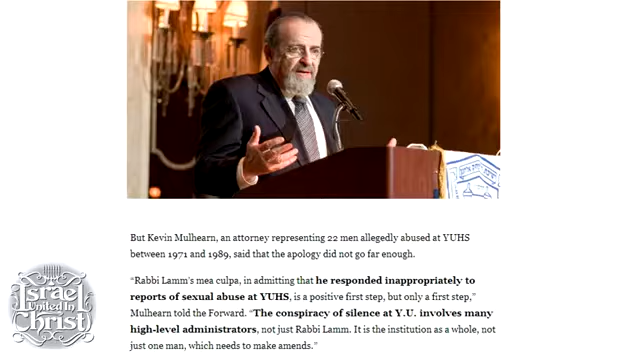 But Kevin Mulhearn, an attorney representing 22 men allegedly abused at YUHS
between 1971 and 1989, said that the apology did not go far enough.
“Rabbi Lamm’s mea culpa, in admitting that he responded inappropriately to
reports of sexual abuse at YUHS, is a positive first step, but only a first step,”
Mulhearn told the Forward. “The conspiracy of silence at Y.U. involves many
high-level administrators, not just Rabbi Lamm. It is the institution as a whole, not
just one man, which needs to make amends.”
Israel
United In
Christ